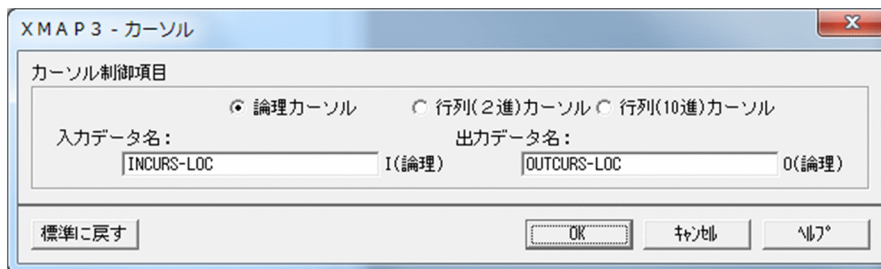 XMAP3 - カーソル
カーソル制御項目
論理カーソル 行列(2進)カーソル 行列(10進)カーソル
入力データ名: 出力データ名:
INCURS-LOC I(論理) OUTCURS-LOC O(論理)
標準に戻す OK キャンセル ヘルプ